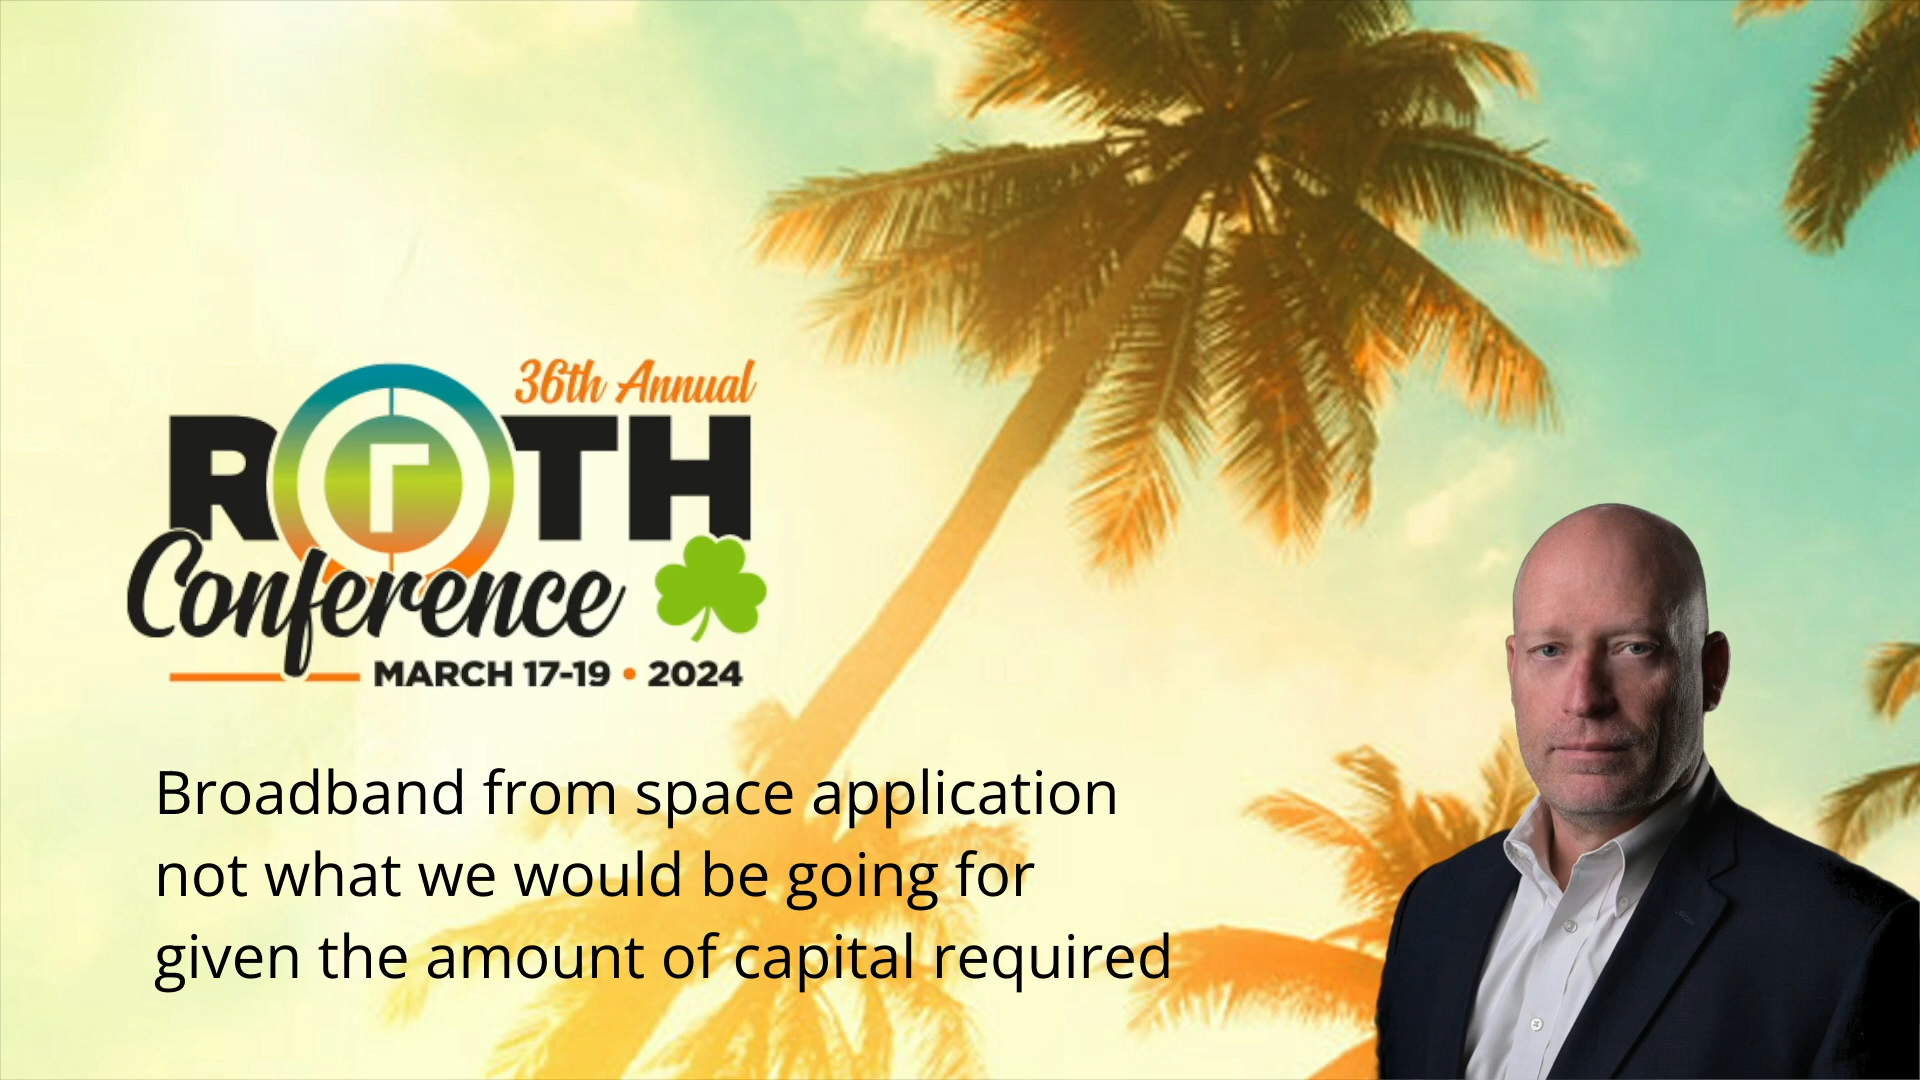 36th Annual
ROTH
Conference
MARCH 17-19 • 2024
Broadband from space application
not what we would be going for
given the amount of capital required